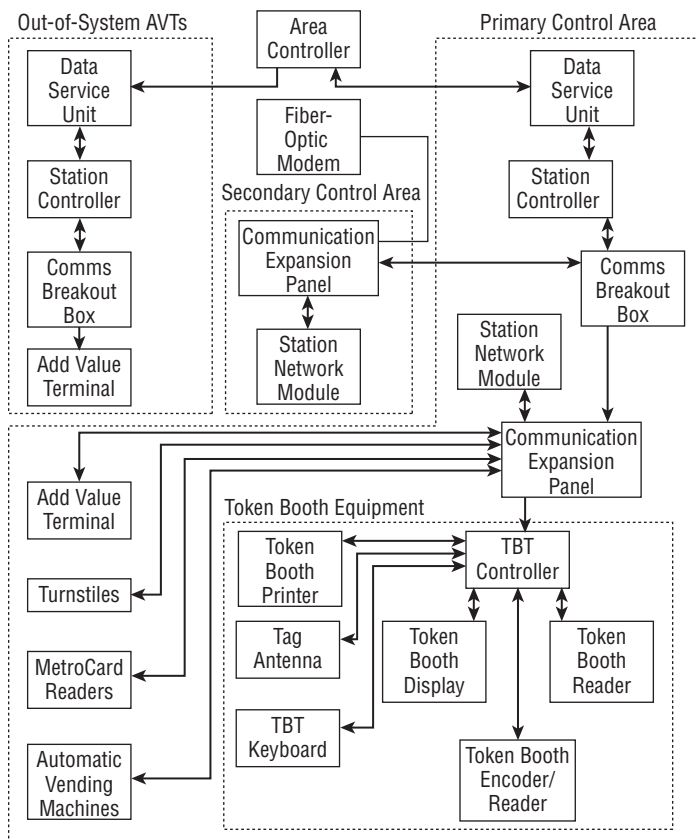 Out-of-System AVTs
Area
Controller
Primary Control Area
Data
Service
Unit
Data
Service
Unit
Fiber-
Optic
Modem
Station
Controller
Station
Controller
Secondary Control Area
Communication
Expansion
Panel
Comms
Breakout
Box
Comms
Breakout
Box
Station
Network
Module
Station
Network
Module
Add Value
Terminal
Communication
Expansion
Panel
Add Value
Terminal
Token Booth Equipment
Token
Booth
Printer
TBT
Controller
Turnstiles
Tag
Antenna
Token
Booth
Display
Token
Booth
Reader
MetroCard
Readers
TBT
Keyboard
Automatic
Vending
Machines
Token Booth
Encoder/
Reader